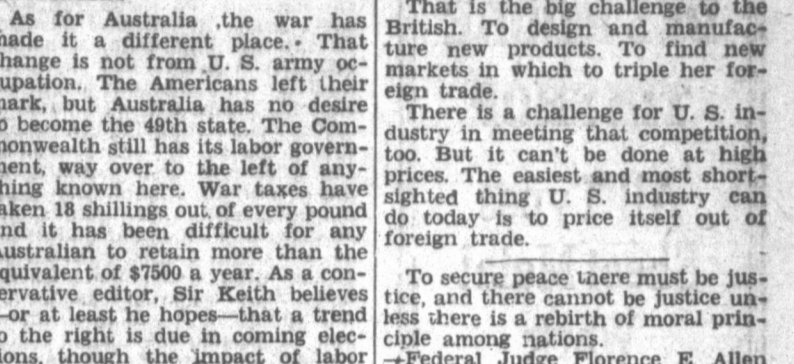 As for Australia ,the war has
made it a different place. That
hange is not from U. S. army oc-
upation. The Americans left their
mark, but Australia has no desire
o become the 49th state. The Com-
monwealth still has its labor govern-
ment, way over to the left of any-
hing known here. War taxes have
aken 18 shillings out of every pound
nd it has been difficult for any
Australian to retain more than the
quivalent of $7500 a year. As a con-
ervative editor, Sir Keith believes
—or at least he hopes—that a trend
o the right is due in coming elec-
ions, though the impact of labor
That is the big challenge to the
British. To design and manufac-
ture new products. To find new
markets in which to triple her for-
eign trade.
There is a challenge for U. S. in-
dustry in meeting that competition,
too. But it can't be done at high
prices. The easiest and most short-
sighted thing U. S. industry can
do today is to price itself out of
foreign trade.
To secure peace there must be jus-
tice, and there cannot be justice un-
less there is a rebirth of moral prin-
ciple among nations.
—Federal Judge Florence E. Allen